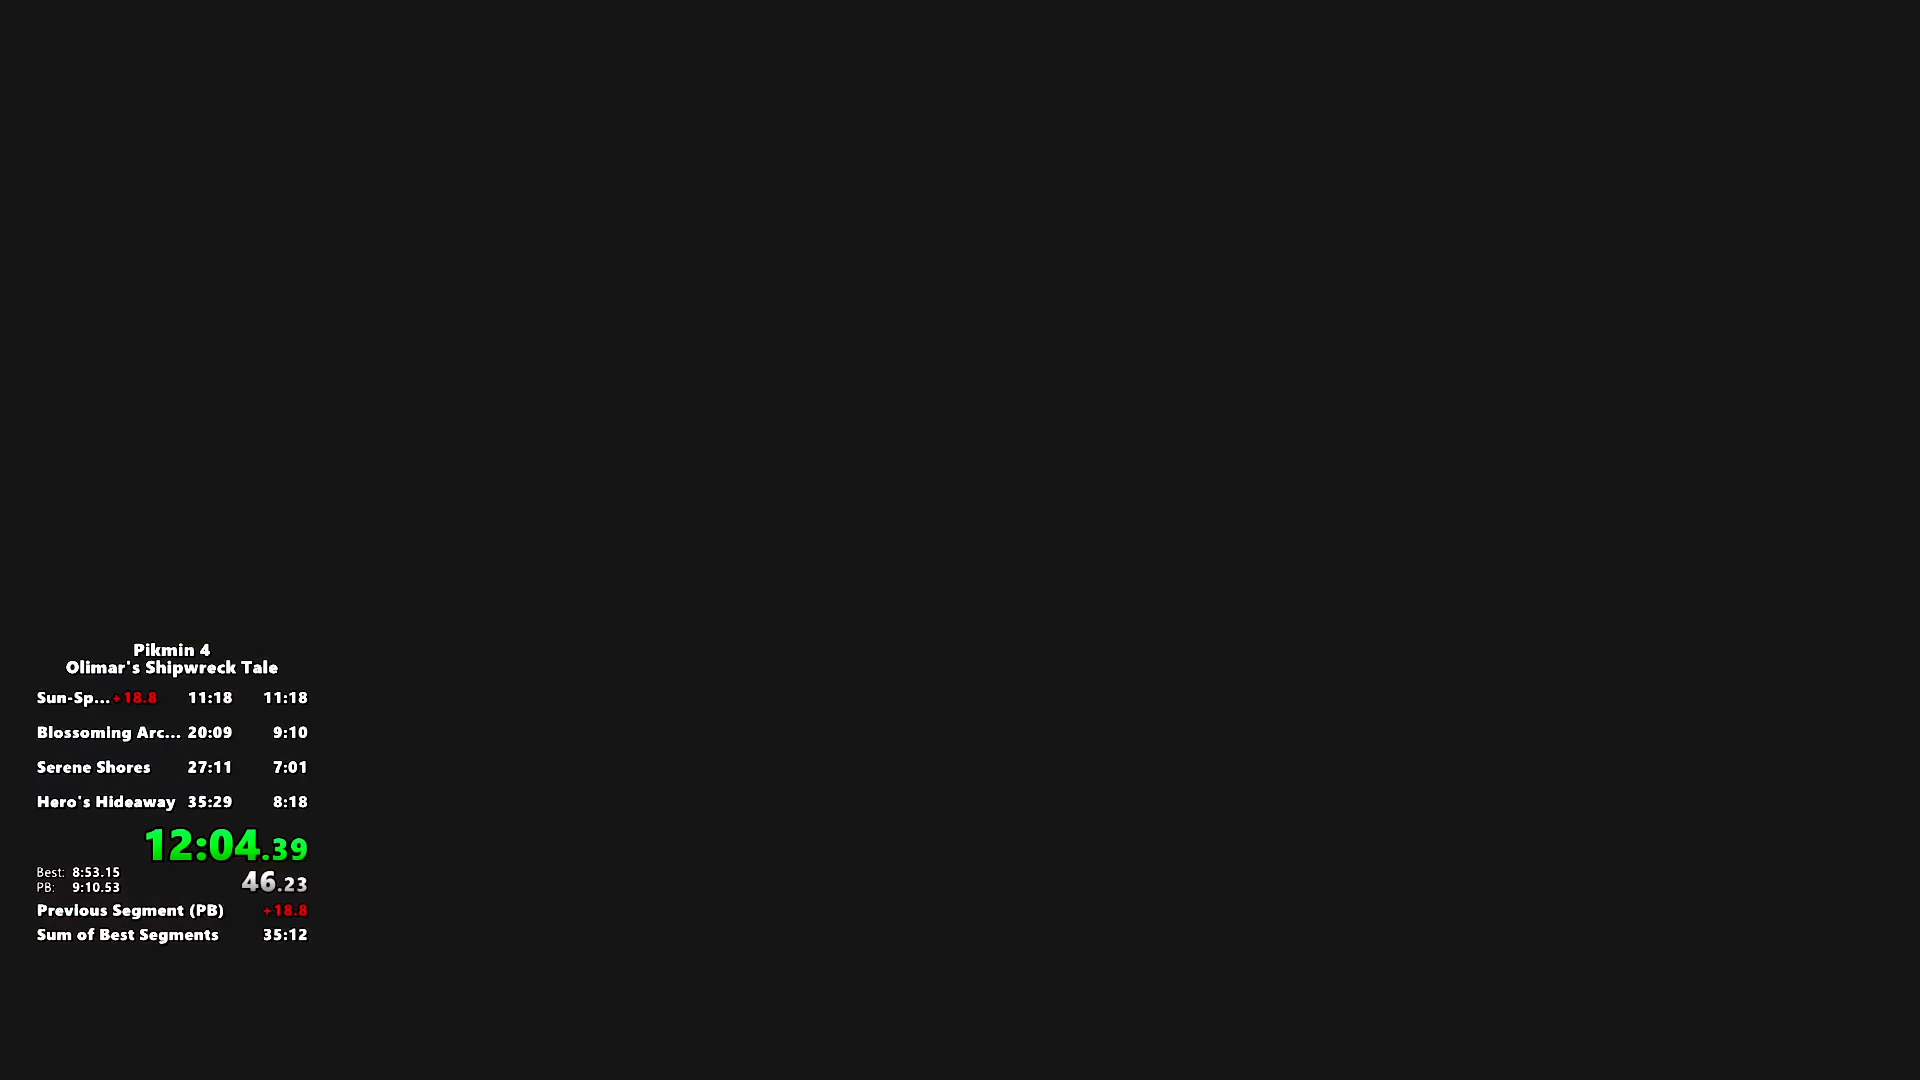 Pikmin 4
Olimar's Shipwreck Tale
Sun-Sp... +18.8 11:18 11:18
Blossoming Arc... 20:09 9:10
Serene Shores 27:11 7:01
Hero's Hideaway 35:29 8:18
12:04.39
Best: 8:53.15 46.23
PB: 9:10.53
Previous Segment (PB) +18.8
Sum of Best Segments 35:12